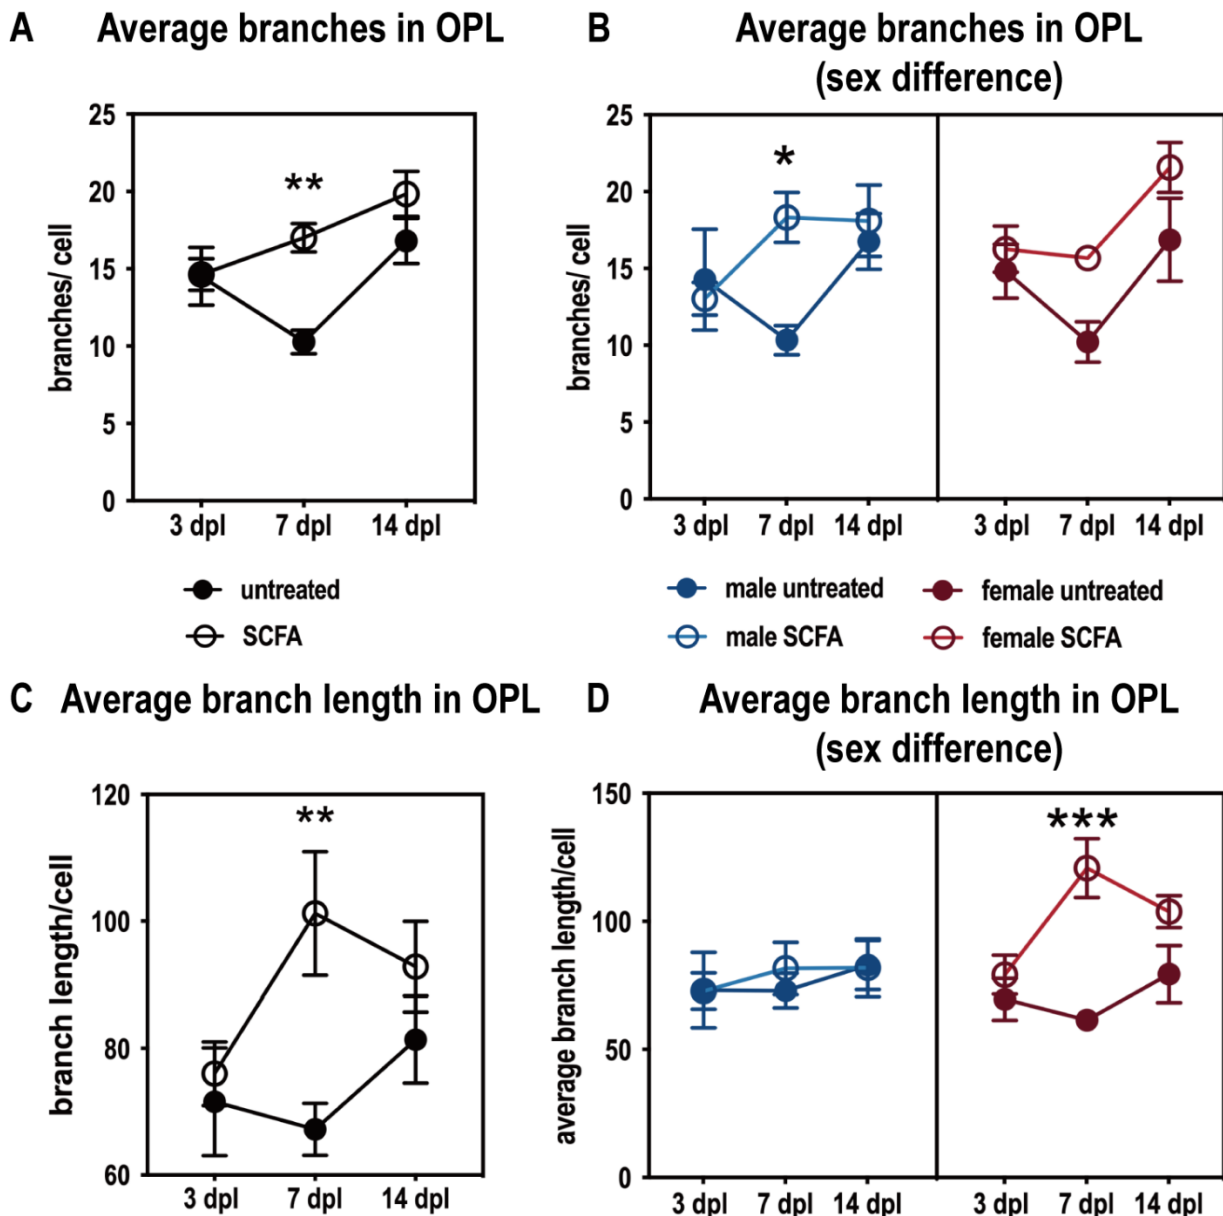 A Average branches in OPL
25
20
15
10
5
0
branches/ cell
**
3 dpl 7 dpl 14 dpl
untreated
SCFA
B Average branches in OPL
(sex difference)
25
20
15
10
5
0
branches/ cell
*
3 dpl 7 dpl 14 dpl 3 dpl 7 dpl 14 dpl
male untreated female untreated
male SCFA female SCFA
C Average branch length in OPL
120
100
80
60
branch length/cell
**
3 dpl 7 dpl 14 dpl
D Average branch length in OPL
(sex difference)
150
100
50
0
average branch length/cell
***
3 dpl 7 dpl 14 dpl 3 dpl 7 dpl 14 dpl